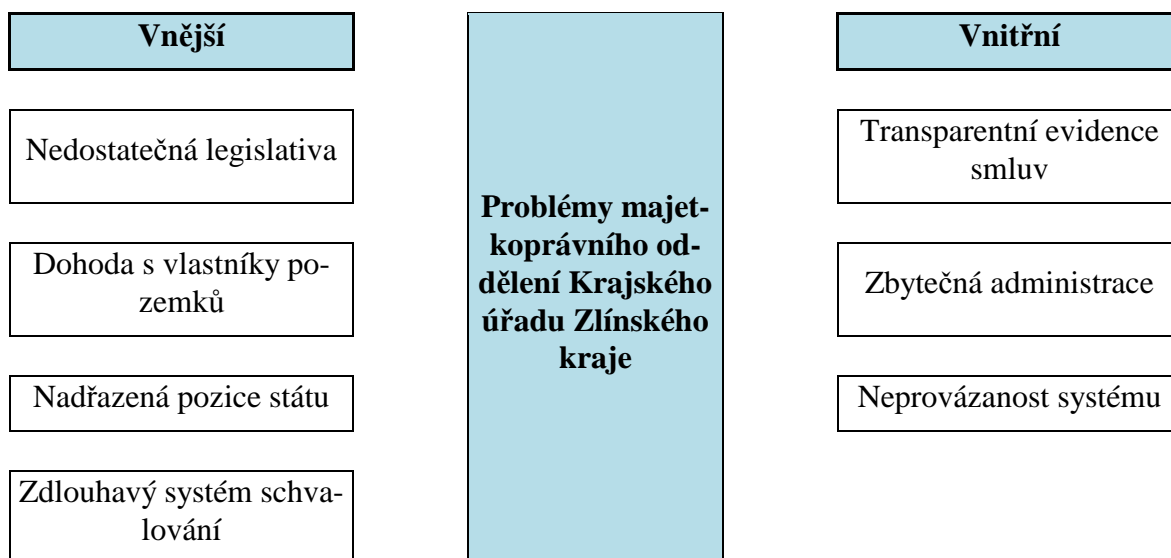 Vnější
Nedostatečná legislativa
Dohoda s vlastníky po-
zemků
Nadřazená pozice státu
Zdlouhavý systém schva-
lování
Problémy majet-
koprávního od-
dělení Krajského
úřadu Zlínského
kraje
Vnitřní
Transparentní evidence
smluv
Zbytečná administrace
Neprovázanost systému